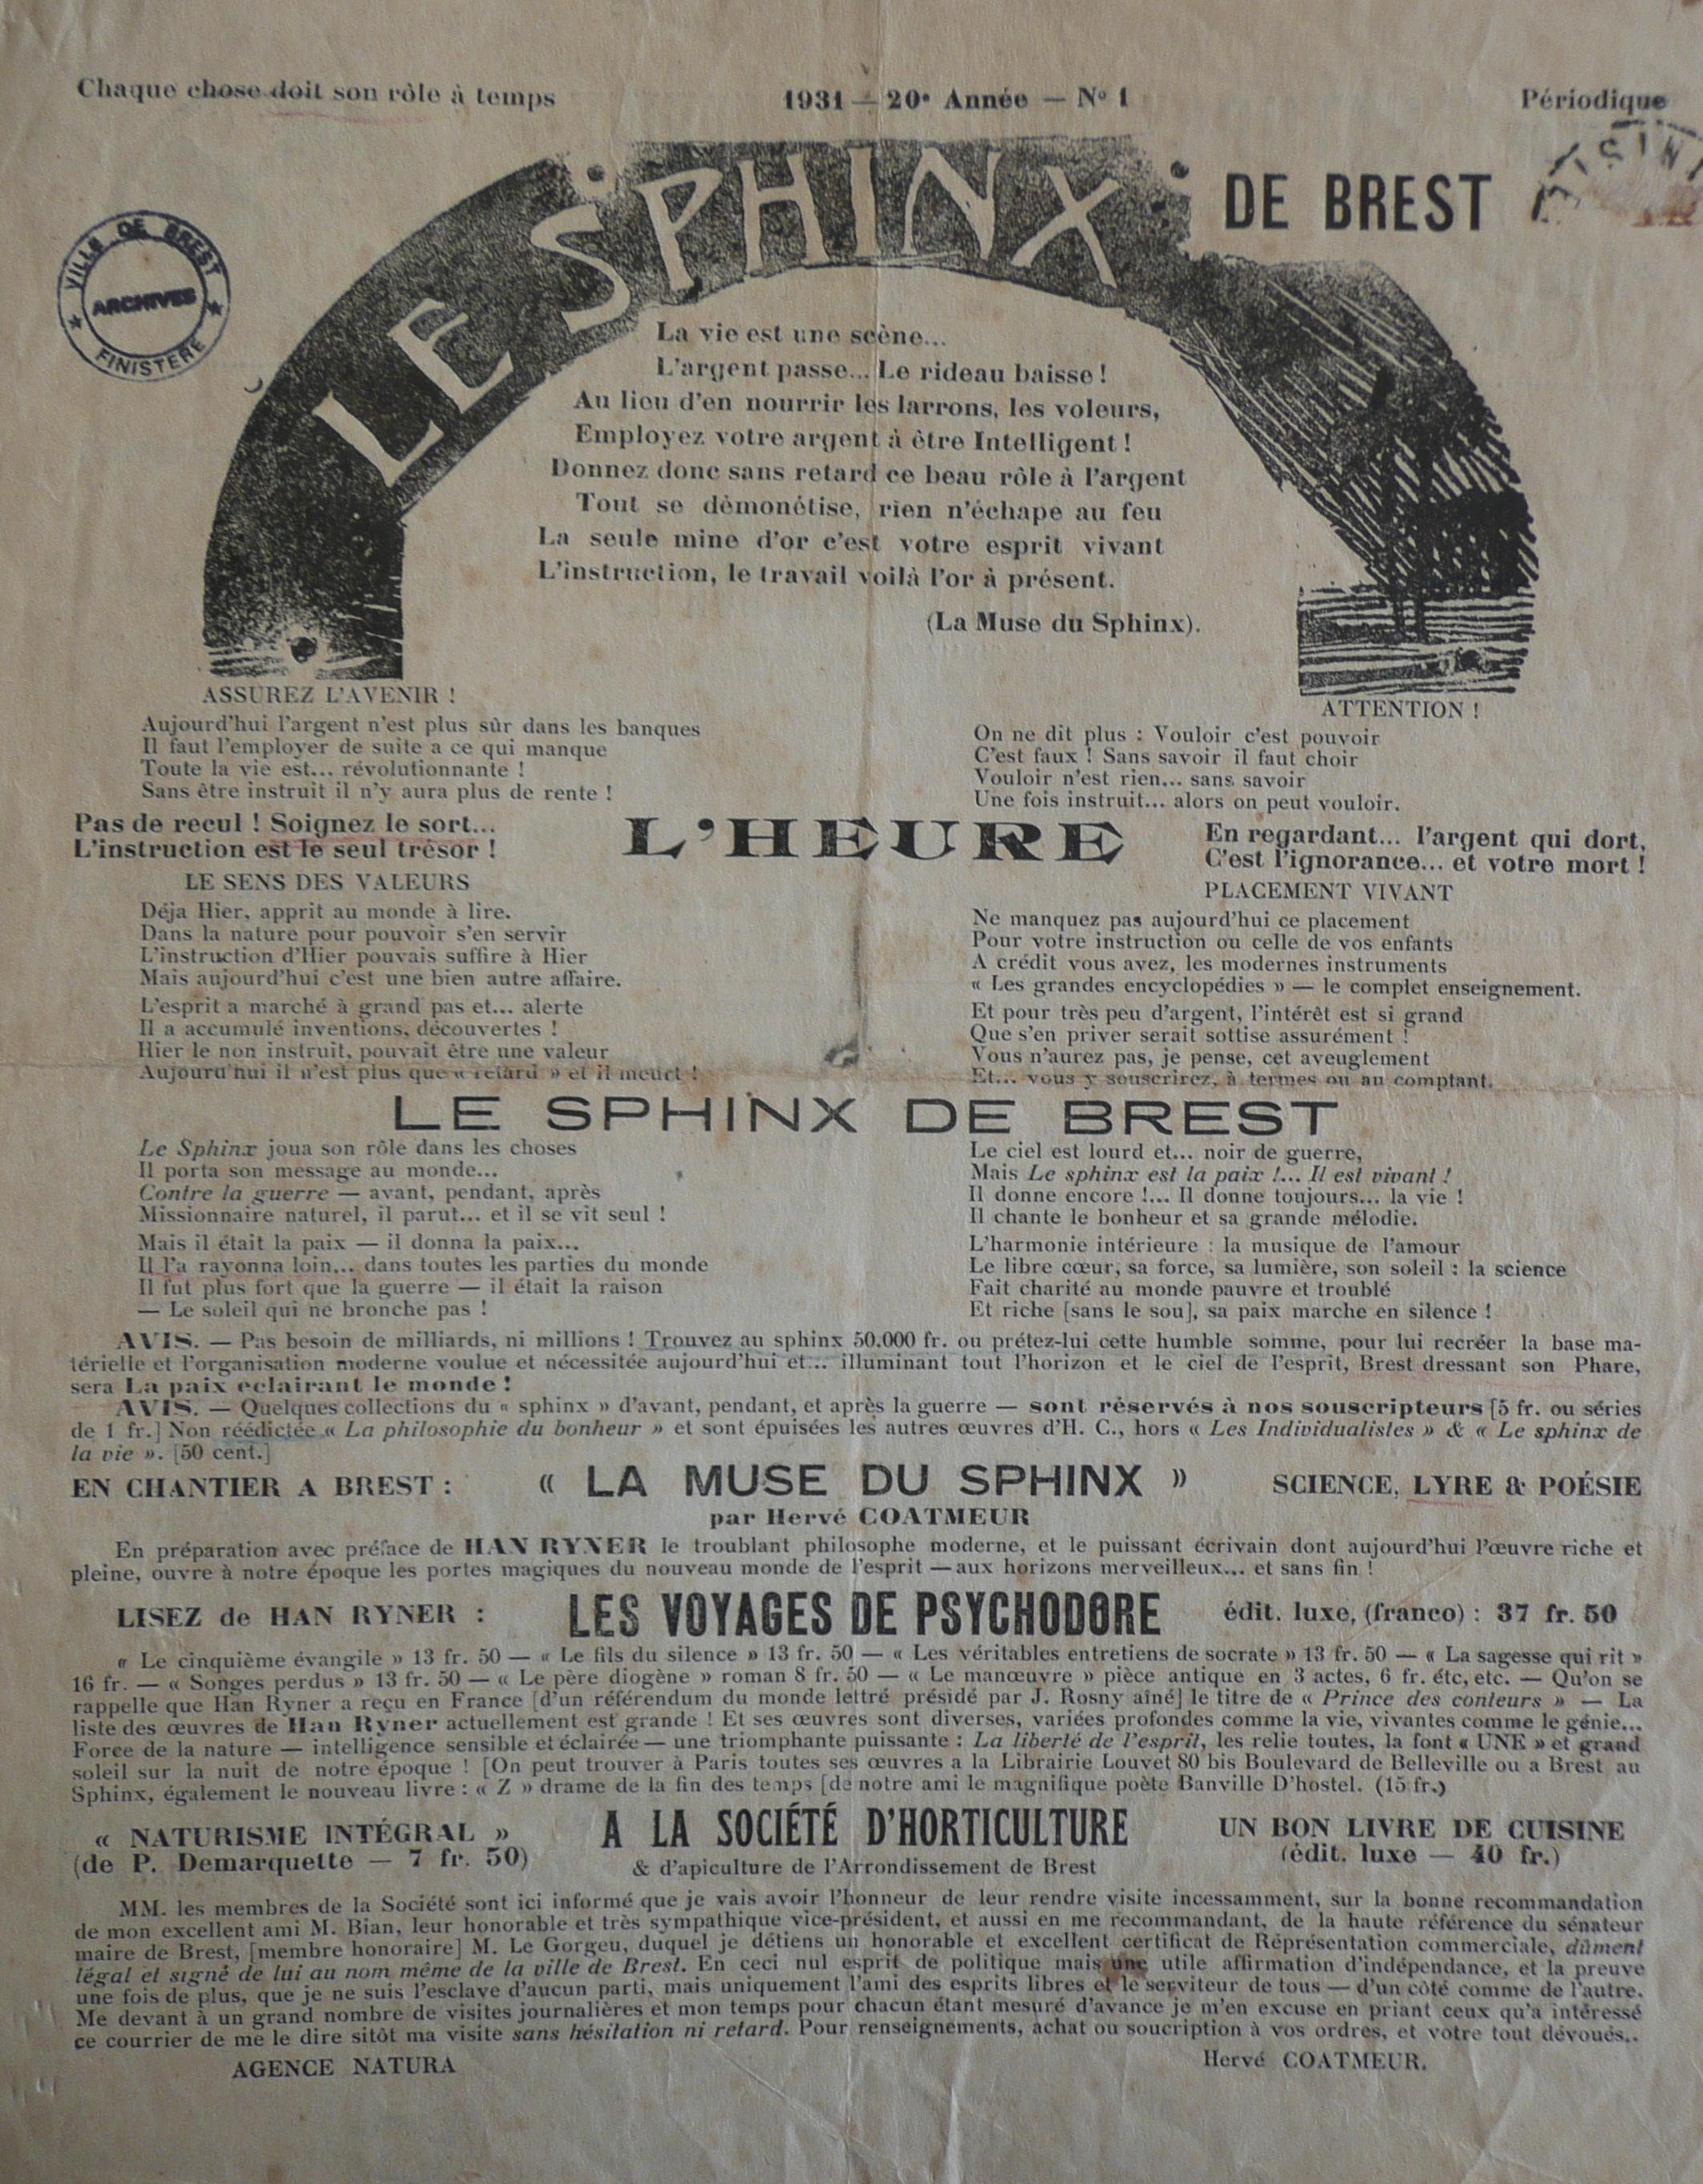 Chaque chose doit son rôle à temps
1931 — 20e Année — No 1
Périodique
LE SPHINX
DE BREST
VILLE DE BREST
ARCHIVES
FINISTÈRE
La vie est une scène...
L'argent passe... Le rideau baisse !
Au lieu d'en nourrir les larrons, les voleurs,
Employez votre argent à être Intelligent !
Donnez donc sans retard ce beau rôle à l'argent
Tout se démonétise, rien n'échape au feu
La seule mine d'or c'est votre esprit vivant
L'instruction, le travail voilà l'or à présent.
(La Muse du Sphinx).
ASSUREZ L'AVENIR !
Aujourd'hui l'argent n'est plus sûr dans les banques
Il faut l'employer de suite a ce qui manque
Toute la vie est... révolutionnante !
Sans être instruit il n'y aura plus de rente !
Pas de recul ! Soignez le sort...
L'instruction est le seul trésor !
ATTENTION !
On ne dit plus : Vouloir c'est pouvoir
C'est faux ! Sans savoir il faut choir
Vouloir n'est rien... sans savoir
Une fois instruit... alors on peut vouloir.
L'HEURE
En regardant... l'argent qui dort,
C'est l'ignorance... et votre mort !
LE SENS DES VALEURS
Déja Hier, apprit au monde à lire.
Dans la nature pour pouvoir s'en servir
L'instruction d'Hier pouvais suffire à Hier
Mais aujourd'hui c'est une bien autre affaire.
L'esprit a marché à grand pas et... alerte
Il a accumulé inventions, découvertes !
Hier le non instruit, pouvait être une valeur
Aujourd'hui il n'est plus que « retard » et il meurt !
PLACEMENT VIVANT
Ne manquez pas aujourd'hui ce placement
Pour votre instruction ou celle de vos enfants
A crédit vous avez, les modernes instruments
« Les grandes encyclopédies » — le complet enseignement.
Et pour très peu d'argent, l'intérêt est si grand
Que s'en priver serait sottise assurément !
Vous n'aurez pas, je pense, cet aveuglement
Et... vous y souscrirez, à termes ou au comptant.
LE SPHINX DE BREST
Le Sphinx joua son rôle dans les choses
Il porta son message au monde...
Contre la guerre — avant, pendant, après
Missionnaire naturel, il parut... et il se vit seul !
Mais il était la paix — il donna la paix...
Il l'a rayonna loin... dans toutes les parties du monde
Il fut plus fort que la guerre — il était la raison
— Le soleil qui ne bronche pas !
Le ciel est lourd et... noir de guerre,
Mais Le sphinx est la paix !... Il est vivant !
Il donne encore !... Il donne toujours... la vie !
Il chante le bonheur et sa grande mélodie.
L'harmonie intérieure : la musique de l'amour
Le libre cœur, sa force, sa lumière, son soleil : la science
Fait charité au monde pauvre et troublé
Et riche [sans le sou], sa paix marche en silence !
AVIS. — Pas besoin de milliards, ni millions ! Trouvez au sphinx 50.000 fr. ou prétez-lui cette humble somme, pour lui recréer la base ma-
térielle et l'organisation moderne voulue et nécessitée aujourd'hui et... illuminant tout l'horizon et le ciel de l'esprit, Brest dressant son Phare,
sera La paix eclairant le monde !
AVIS. — Quelques collections du « sphinx » d'avant, pendant, et après la guerre — sont réservés à nos souscripteurs [5 fr. ou séries
de 1 fr.] Non réédictée « La philosophie du bonheur » et sont épuisées les autres œuvres d'H. C., hors « Les Individualistes » & « Le sphinx de
la vie ». [50 cent.]
EN CHANTIER A BREST :
« LA MUSE DU SPHINX »
SCIENCE, LYRE & POÉSIE
par Hervé COATMEUR
En préparation avec préface de HAN RYNER le troublant philosophe moderne, et le puissant écrivain dont aujourd'hui l'œuvre riche et
pleine, ouvre à notre époque les portes magiques du nouveau monde de l'esprit — aux horizons merveilleux... et sans fin !
LISEZ de HAN RYNER :
LES VOYAGES DE PSYCHODORE
édit. luxe, (franco) : 37 fr. 50
« Le cinquième évangile » 13 fr. 50 — « Le fils du silence » 13 fr. 50 — « Les véritables entretiens de socrate » 13 fr. 50 — « La sagesse qui rit »
16 fr. — « Songes perdus » 13 fr. 50 — « Le père diogène » roman 8 fr. 50 — « Le manœuvre » pièce antique en 3 actes, 6 fr. étc, etc. — Qu'on se
rappelle que Han Ryner a reçu en France [d'un référendum du monde lettré présidé par J. Rosny aîné] le titre de « Prince des conteurs » — La
liste des œuvres de Han Ryner actuellement est grande ! Et ses œuvres sont diverses, variées profondes comme la vie, vivantes comme le génie...
Force de la nature — intelligence sensible et éclairée — une triomphante puissante : La liberté de l'esprit, les relie toutes, la font « UNE » et grand
soleil sur la nuit de notre époque ! [On peut trouver à Paris toutes ses œuvres a la Librairie Louvet 80 bis Boulevard de Belleville ou a Brest au
Sphinx, également le nouveau livre : « Z » drame de la fin des temps [de notre ami le magnifique poète Banville D'hostel. (15 fr.)
« NATURISME INTÉGRAL »
(de P. Demarquette — 7 fr. 50)
A LA SOCIÉTÉ D'HORTICULTURE
& d'apiculture de l'Arrondissement de Brest
UN BON LIVRE DE CUISINE
(édit. luxe — 40 fr.)
MM. les membres de la Société sont ici informé que je vais avoir l'honneur de leur rendre visite incessamment, sur la bonne recommandation
de mon excellent ami M. Bian, leur honorable et très sympathique vice-président, et aussi en me recommandant, de la haute référence du sénateur
maire de Brest, [membre honoraire] M. Le Gorgeu, duquel je détiens un honorable et excellent certificat de Réprésentation commerciale, dûment
légal et signé de lui au nom même de la ville de Brest. En ceci nul esprit de politique mais une utile affirmation d'indépendance, et la preuve
une fois de plus, que je ne suis l'esclave d'aucun parti, mais uniquement l'ami des esprits libres et le serviteur de tous — d'un côté comme de l'autre.
Me devant à un grand nombre de visites journalières et mon temps pour chacun étant mesuré d'avance je m'en excuse en priant ceux qu'a intéressé
ce courrier de me le dire sitôt ma visite sans hésitation ni retard. Pour renseignements, achat ou soucription à vos ordres, et votre tout dévoués..
AGENCE NATURA
Hervé COATMEUR.